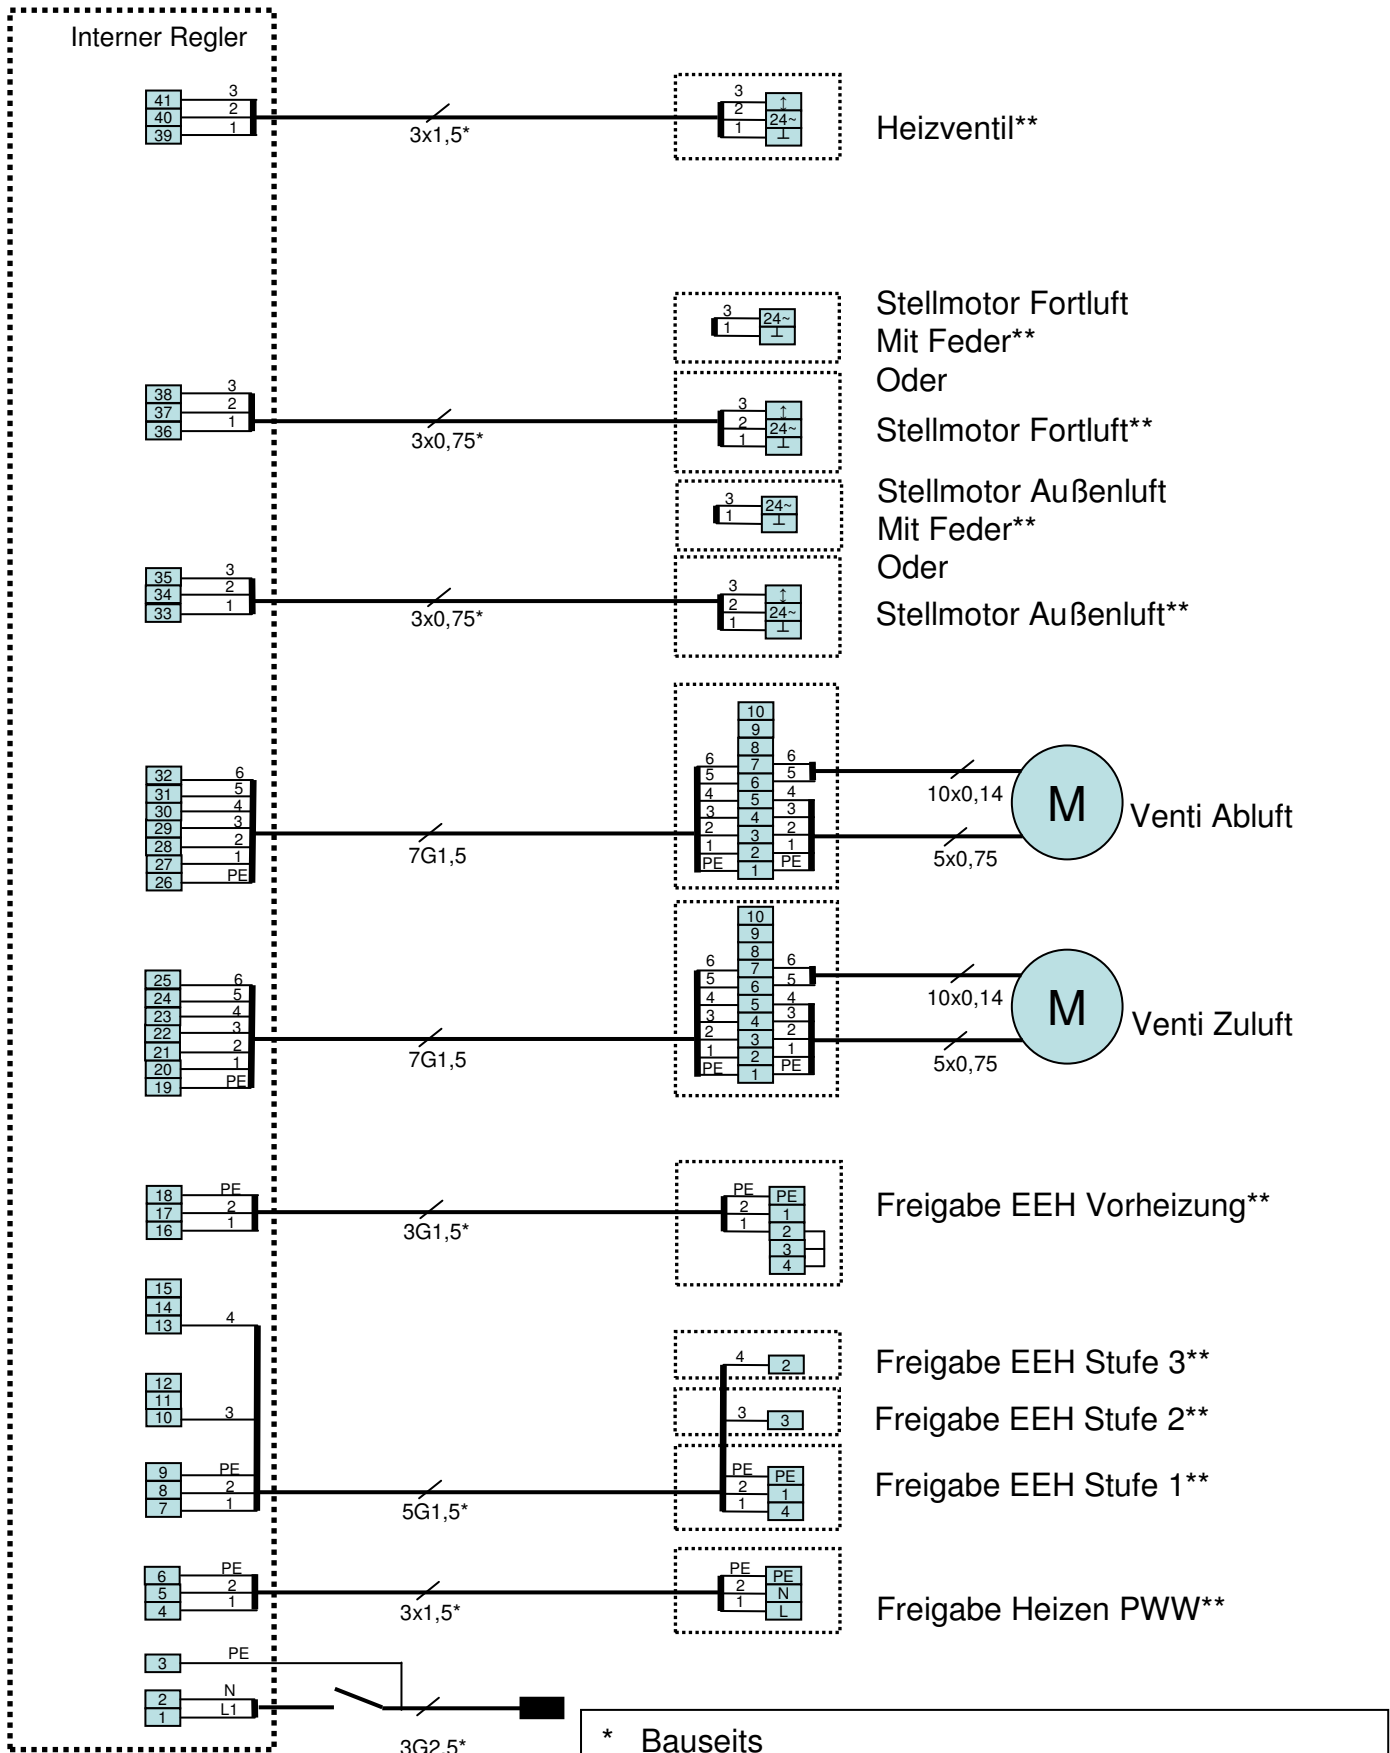 Interner Regler
41 3 3 ↕
40 2 2 24~
39 1 1 ⊥
3x1,5*
Heizventil**
3 24~
1 ⊥
Stellmotor Fortluft
Mit Feder**
Oder
38 3 3 ↕
37 2 2 24~
36 1 1 ⊥
3x0,75*
Stellmotor Fortluft**
3 24~
1 ⊥
Stellmotor Außenluft
Mit Feder**
Oder
35 3 3 ↕
34 2 2 24~
33 1 1 ⊥
3x0,75*
Stellmotor Außenluft**
10
9
8
32 6 6 7 6
31 5 5 6 5
30 4 4 5 4
29 3 3 4 3
28 2 2 3 2
27 1 1 2 1
26 PE PE 1 PE
7G1,5
10x0,14
5x0,75
M
Venti Abluft
10
9
8
25 6 6 7 6
24 5 5 6 5
23 4 4 5 4
22 3 3 4 3
21 2 2 3 2
20 1 1 2 1
19 PE PE 1 PE
7G1,5
10x0,14
5x0,75
M
Venti Zuluft
18 PE PE PE
17 2 2 1
16 1 1 2
3
4
3G1,5*
Freigabe EEH Vorheizung**
15
14
13 4 4 2
Freigabe EEH Stufe 3**
12
11
10 3 3 3
Freigabe EEH Stufe 2**
9 PE PE PE
8 2 2 1
7 1 1 4
5G1,5*
Freigabe EEH Stufe 1**
6 PE PE PE
5 2 2 N
4 1 1 L
3x1,5*
Freigabe Heizen PWW**
3 PE
2 N
1 L1
3G2,5*
* Bauseits